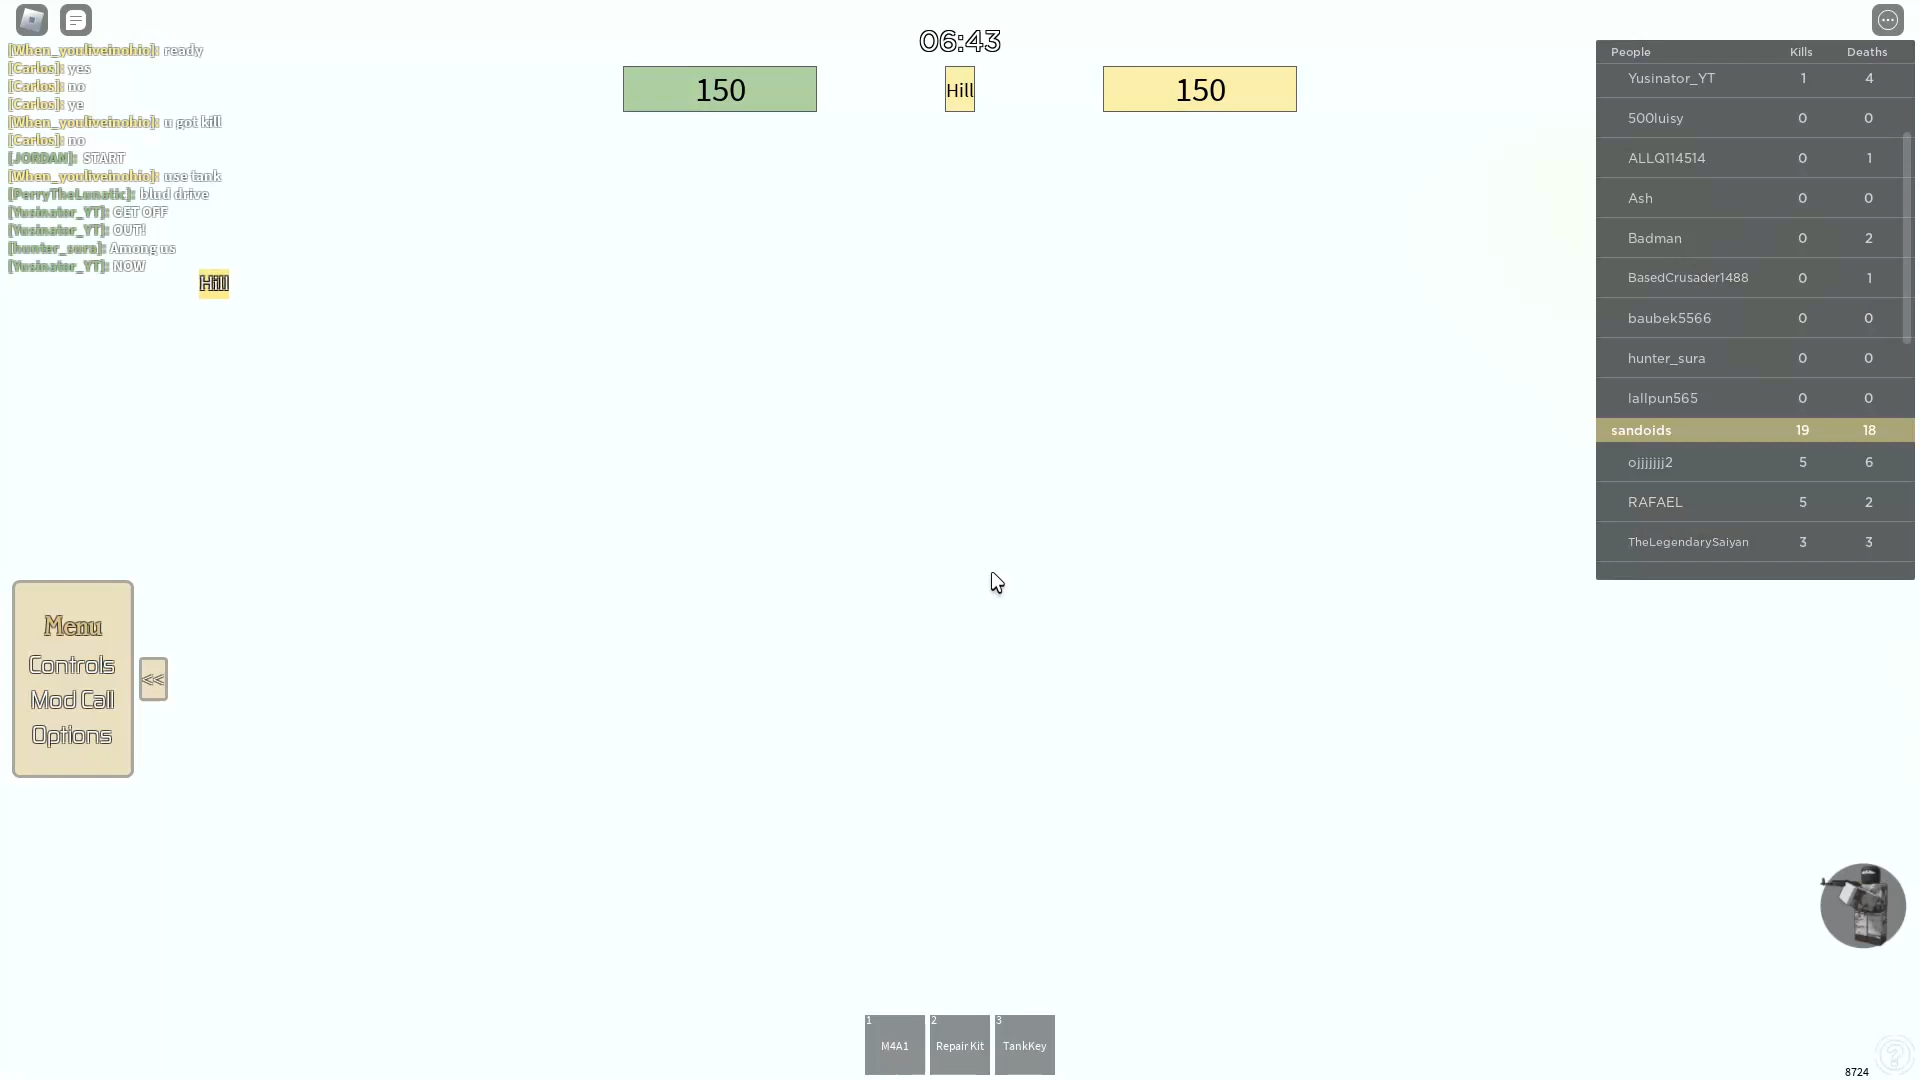 [When_youliveinohio]: ready
[Carlos]: yes
[Carlos]: no
[Carlos]: ye
[When_youliveinohio]: u got kill
[Carlos]: no
[JORDAN]: START
[When_youliveinohio]: use tank
[PerryTheLunatic]: blud drive
[Yusinator_YT]: GET OFF
[Yusinator_YT]: OUT!
[hunter_sura]: Among us
[Yusinator_YT]: NOW
Hill
06:43
150 Hill 150
People Kills Deaths
Yusinator_YT 1 4
500luisy 0 0
ALLQ114514 0 1
Ash 0 0
Badman 0 2
BasedCrusader1488 0 1
baubek5566 0 0
hunter_sura 0 0
lallpun565 0 0
sandoids 19 18
ojjjjjjj2 5 6
RAFAEL 5 2
TheLegendarySaiyan 3 3
Menu
Controls
Mod Call
Options
<<
1 2 3
M4A1 Repair Kit TankKey
8724